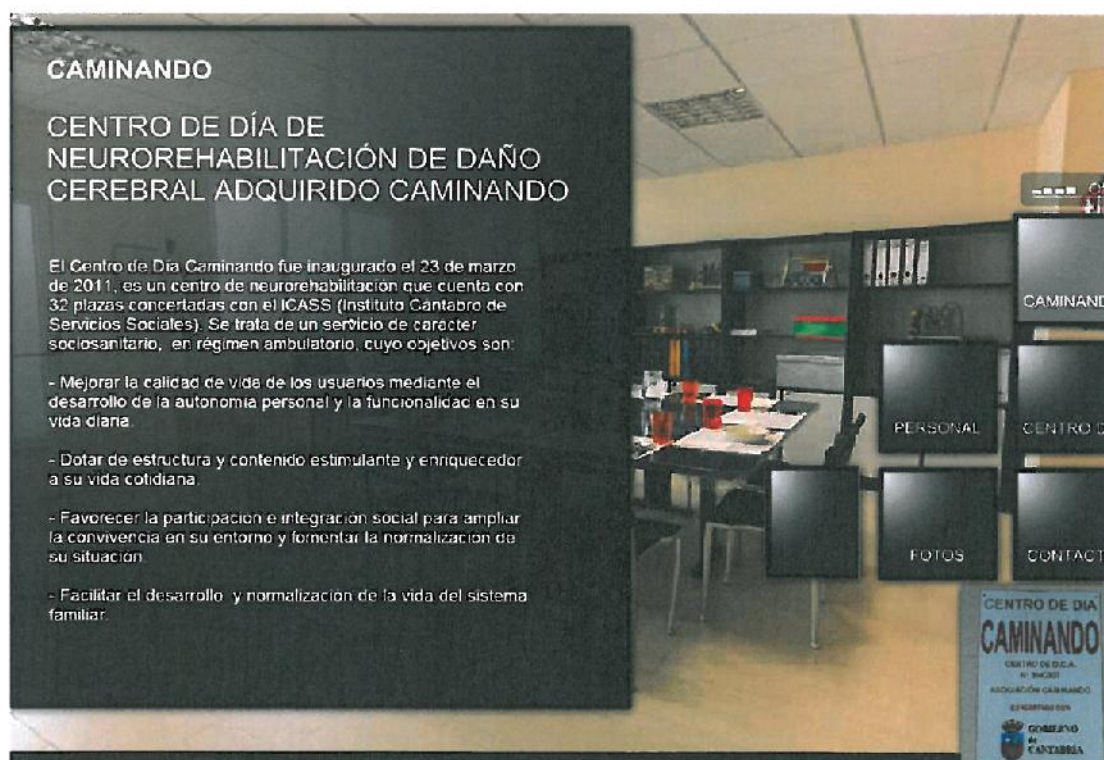 CAMINANDO
CENTRO DE DÍA DE
NEUROREHABILITACIÓN DE DAÑO
CEREBRAL ADQUIRIDO CAMINANDO
El Centro de Día Caminando fue inaugurado el 23 de marzo
de 2011, es un centro de neurorehabilitación que cuenta con
32 plazas concertadas con el ICASS (Instituto Cántabro de
Servicios Sociales). Se trata de un servicio de caracter
sociosanitario, en régimen ambulatorio, cuyo objetivos son:
- Mejorar la calidad de vida de los usuarios mediante el
desarrollo de la autonomía personal y la funcionalidad en su
vida diaria.
- Dotar de estructura y contenido estimulante y enriquecedor
a su vida cotidiana.
- Favorecer la participación e integración social para ampliar
la convivencia en su entorno y fomentar la normalización de
su situación.
- Facilitar el desarrollo y normalización de la vida del sistema
familiar.
CAMINAND
PERSONAL
CENTRO D
FOTOS
CONTACT
CENTRO DE DIA
CAMINANDO
CENTRO DE D.C.A.
ASOCIACIÓN CAMINANDO
CONCERTADO CON
GOBIERNO
de
CANTABRIA